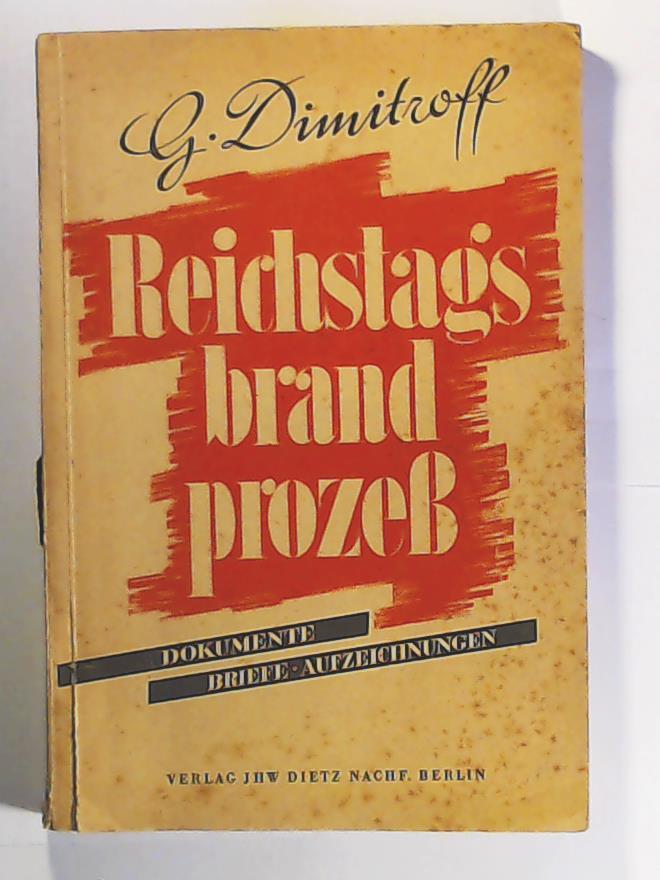 G. Dimitroff
Reichstags
brand
prozeß
DOKUMENTE
BRIEFE · AUFZEICHNUNGEN
VERLAG JHW DIETZ NACHF. BERLIN